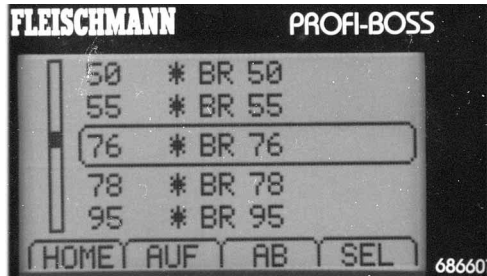 FLEISCHMANN PROFI-BOSS
50 * BR 50
55 * BR 55
76 * BR 76
78 * BR 78
95 * BR 95
HOME AUF AB SEL